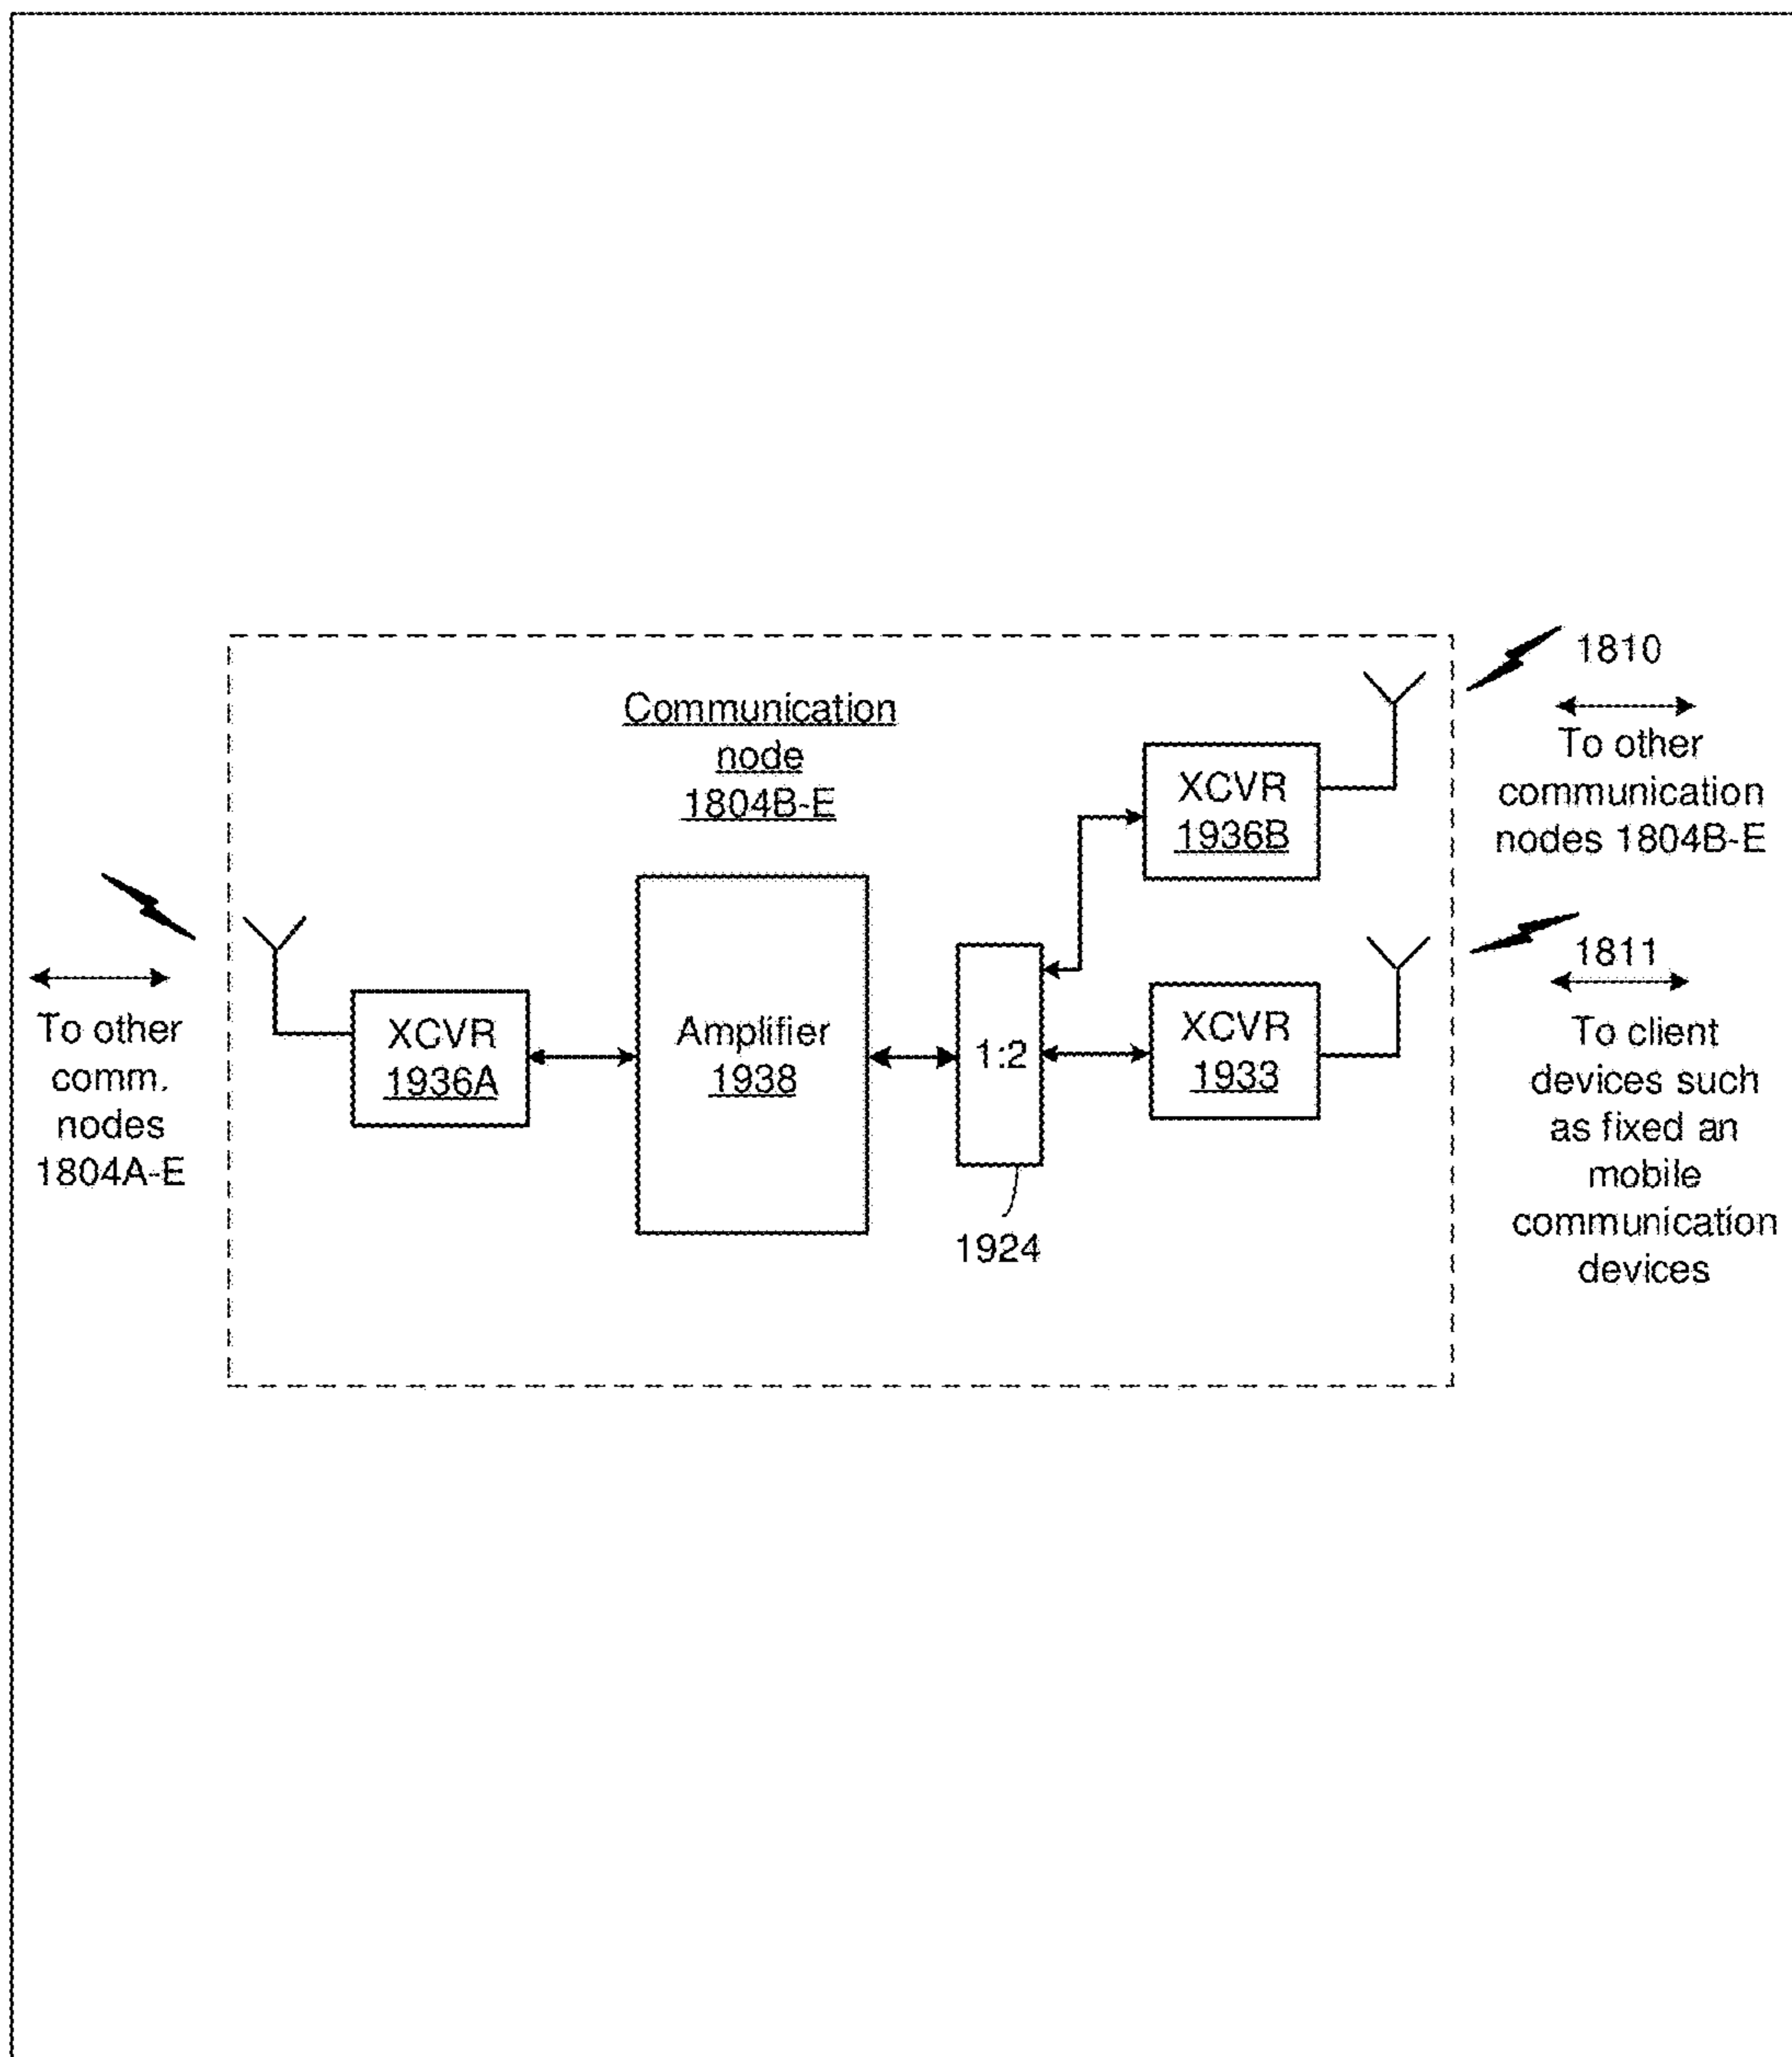 Communication
node
1804B-E
1810
To other
communication
nodes 1804B-E
XCVR
1936B
1811
To client
devices such
as fixed an
mobile
communication
devices
To other
comm.
nodes
1804A-E
XCVR
1936A
Amplifier
1938
1:2
XCVR
1933
1924